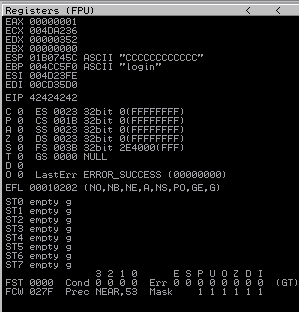 Registers (FPU) < <
EAX 00000001
ECX 004DA236
EDX 00000352
EBX 00000000
ESP 01B0745C ASCII "CCCCCCCCCCCC"
EBP 004CC5F0 ASCII "login"
ESI 004D23FE
EDI 00CD35D0
EIP 42424242
C 0 ES 0023 32bit 0(FFFFFFFF)
P 0 CS 001B 32bit 0(FFFFFFFF)
A 0 SS 0023 32bit 0(FFFFFFFF)
Z 0 DS 0023 32bit 0(FFFFFFFF)
S 0 FS 003B 32bit 2E4000(FFF)
T 0 GS 0000 NULL
D 0
O 0 LastErr ERROR_SUCCESS (00000000)
EFL 00010202 (NO,NB,NE,A,NS,PO,GE,G)
ST0 empty g
ST1 empty g
ST2 empty g
ST3 empty g
ST4 empty g
ST5 empty g
ST6 empty g
ST7 empty g
3 2 1 0 E S P U O Z D I
FST 0000 Cond 0 0 0 0 Err 0 0 0 0 0 0 0 0 (GT)
FCW 027F Prec NEAR,53 Mask 1 1 1 1 1 1